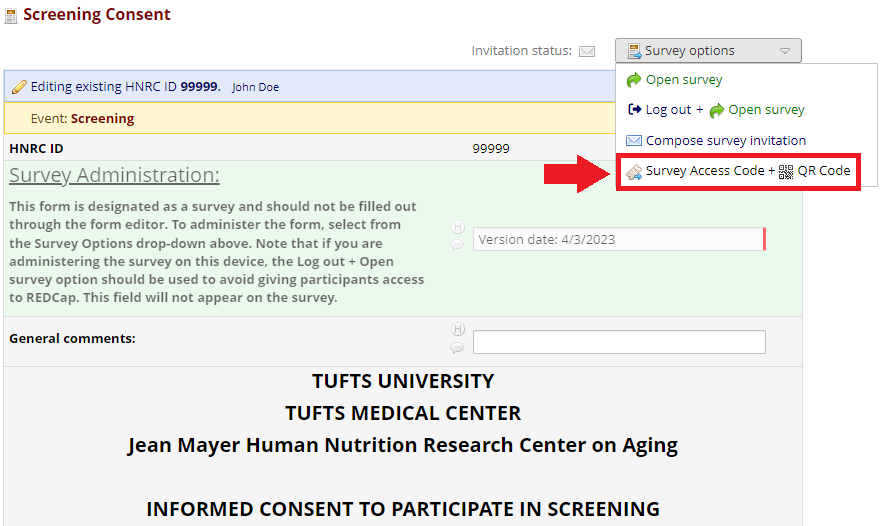 Screening Consent
Invitation status:
Survey options
Open survey
Log out + Open survey
Compose survey invitation
Survey Access Code + QR Code
Editing existing HNRC ID 99999. John Doe
Event: Screening
HNRC ID 99999
Survey Administration:
This form is designated as a survey and should not be filled out
through the form editor. To administer the form, select from
the Survey Options drop-down above. Note that if you are
administering the survey on this device, the Log out + Open
survey option should be used to avoid giving participants access
to REDCap. This field will not appear on the survey.
H
Version date: 4/3/2023
General comments:
H
TUFTS UNIVERSITY
TUFTS MEDICAL CENTER
Jean Mayer Human Nutrition Research Center on Aging
INFORMED CONSENT TO PARTICIPATE IN SCREENING